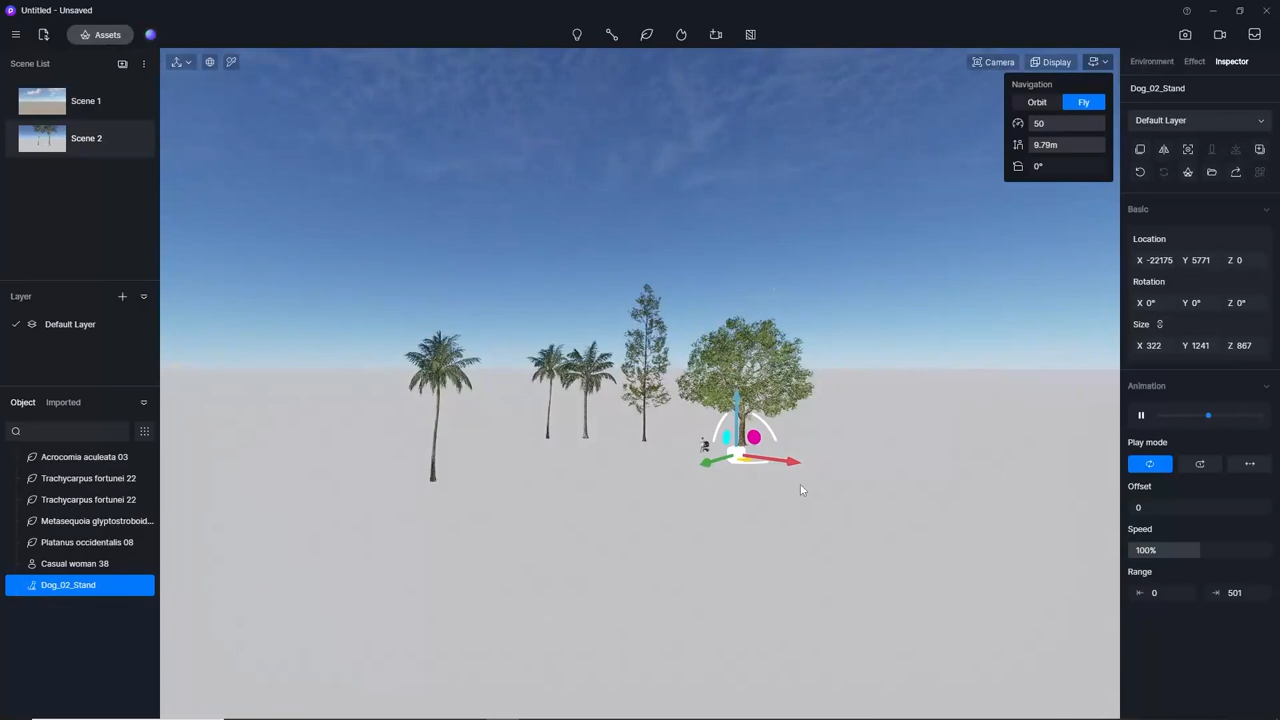 Untitled - Unsaved
Assets
Scene List
Scene 1
Scene 2
Layer
Default Layer
Object Imported
Acrocomia aculeata 03
Trachycarpus fortunei 22
Trachycarpus fortunei 22
Metasequoia glyptostroboid...
Platanus occidentalis 08
Casual woman 38
Dog_02_Stand
Camera Display
Navigation
Orbit Fly
50
9.79m
0°
Environment Effect Inspector
Dog_02_Stand
Default Layer
Basic
Location
X -22175 Y 5771 Z 0
Rotation
X 0° Y 0° Z 0°
Size
X 322 Y 1241 Z 867
Animation
Play mode
Offset
0
Speed
100%
Range
0 501